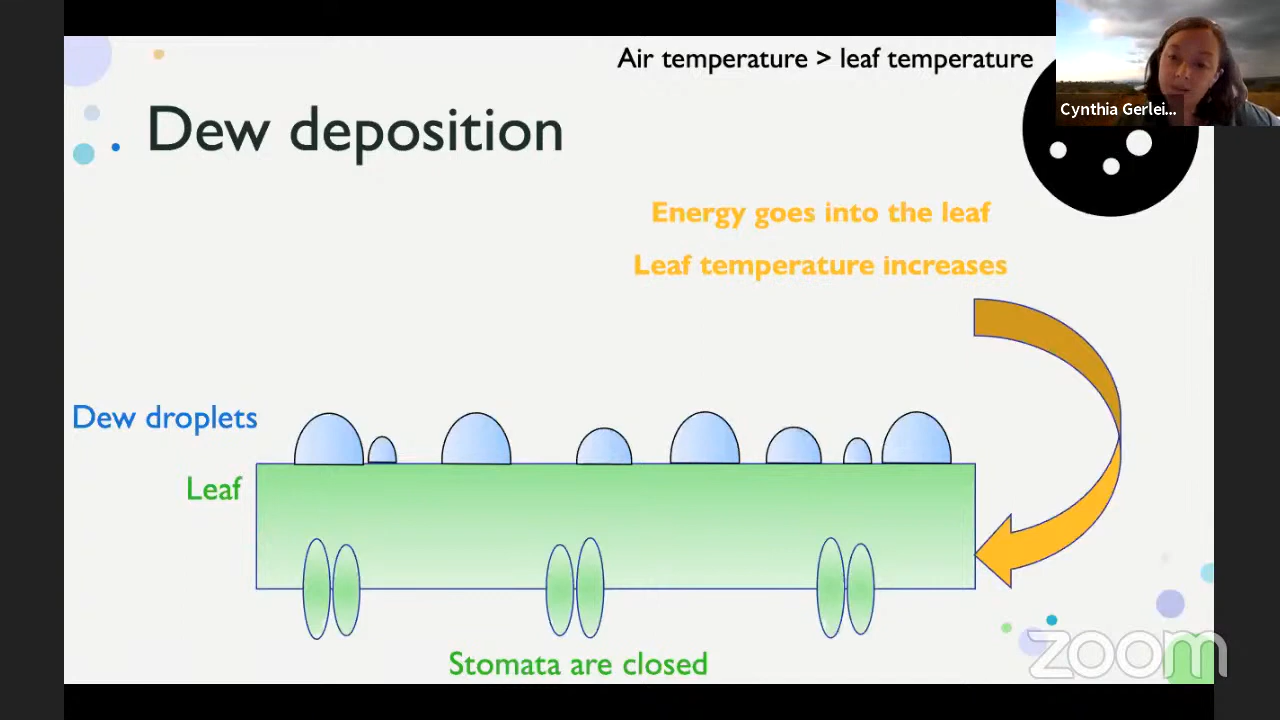 Air temperature > leaf temperature
Cynthia Gerlei...
Dew deposition
Energy goes into the leaf
Leaf temperature increases
Dew droplets
Leaf
Stomata are closed
zoom